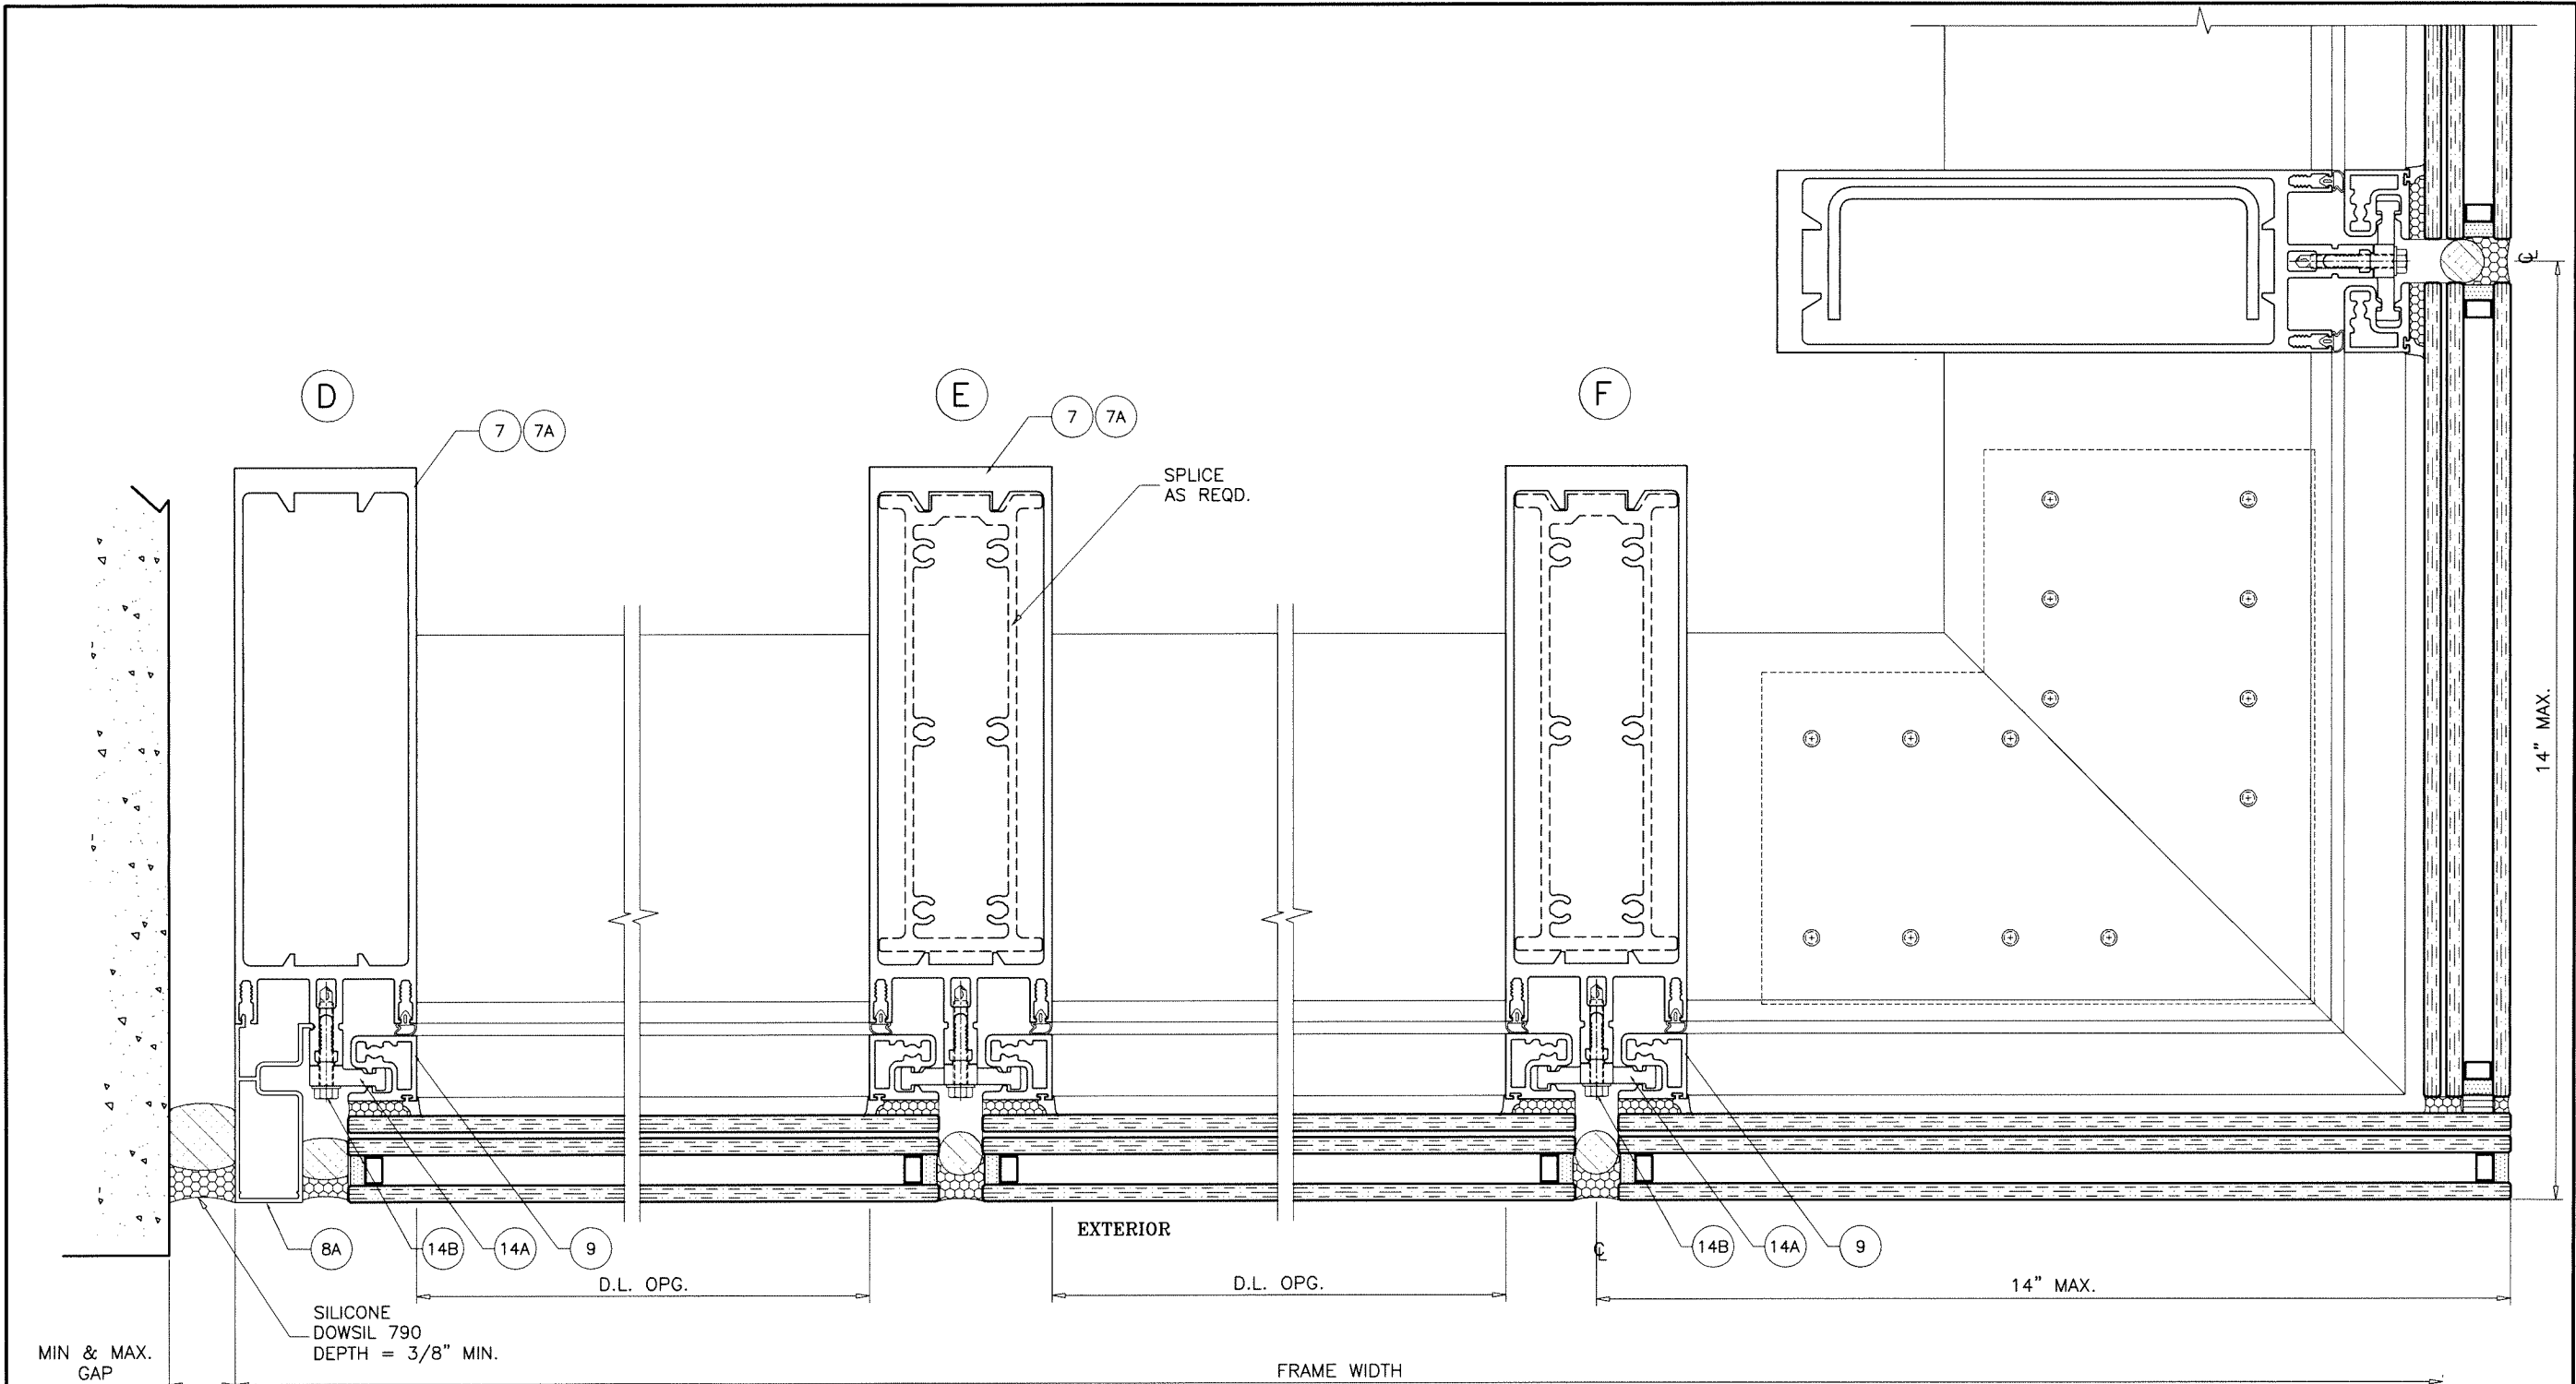 D
E
F
7 7A
7 7A
SPLICE
AS REQD.
℄
14" MAX.
EXTERIOR
8A
14B
14A
9
14B
14A
9
℄
D.L. OPG.
D.L. OPG.
14" MAX.
SILICONE
DOWSIL 790
DEPTH = 3/8" MIN.
MIN & MAX.
GAP
FRAME WIDTH